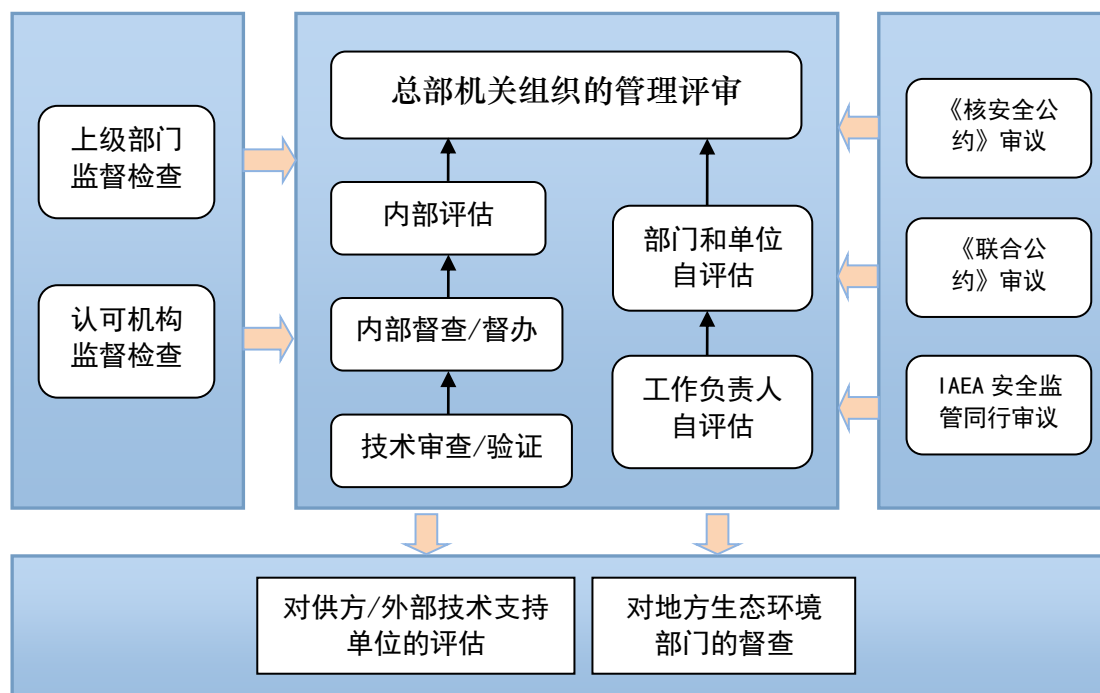 总部机关组织的管理评审
上级部门
监督检查
认可机构
监督检查
内部评估
内部督查/督办
技术审查/验证
部门和单位
自评估
工作负责人
自评估
《核安全公
约》审议
《联合公
约》审议
IAEA 安全监
管同行审议
对供方/外部技术支持
单位的评估
对地方生态环境
部门的督查